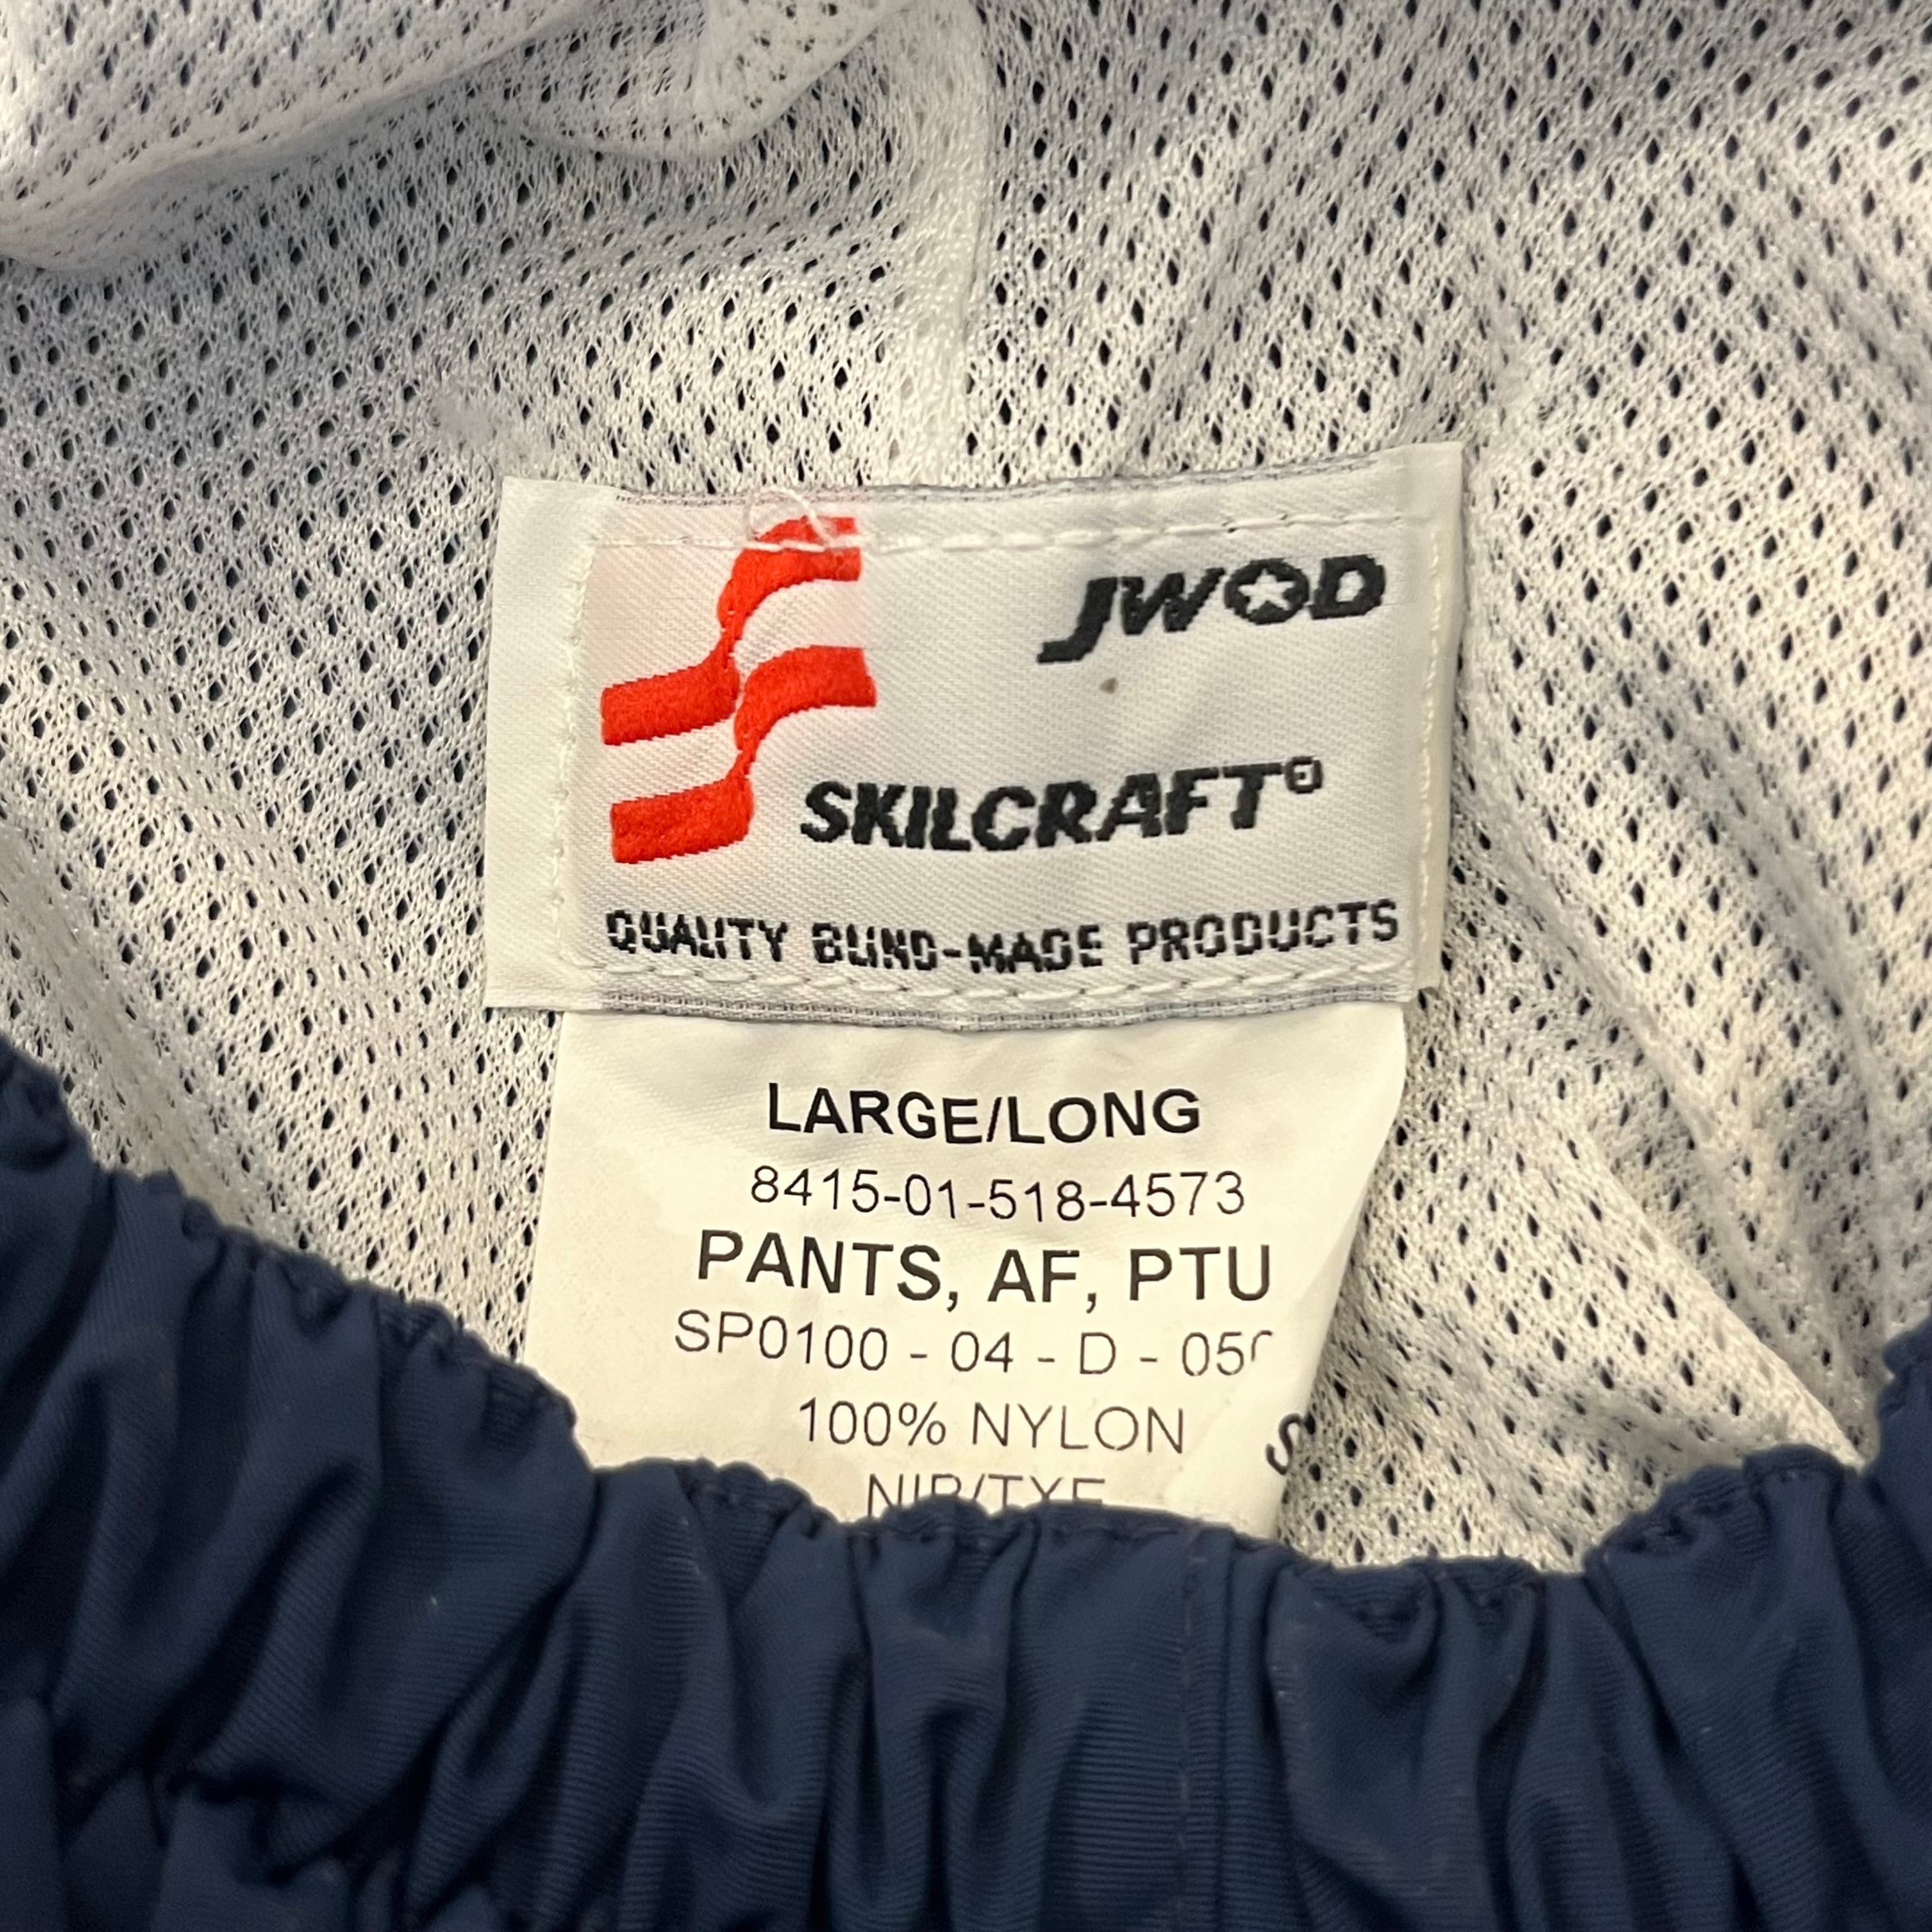 JWOD
SKILCRAFT®
QUALITY BLIND-MADE PRODUCTS
LARGE/LONG
8415-01-518-4573
PANTS, AF, PTU
SP0100 - 04 - D - 05
100% NYLON